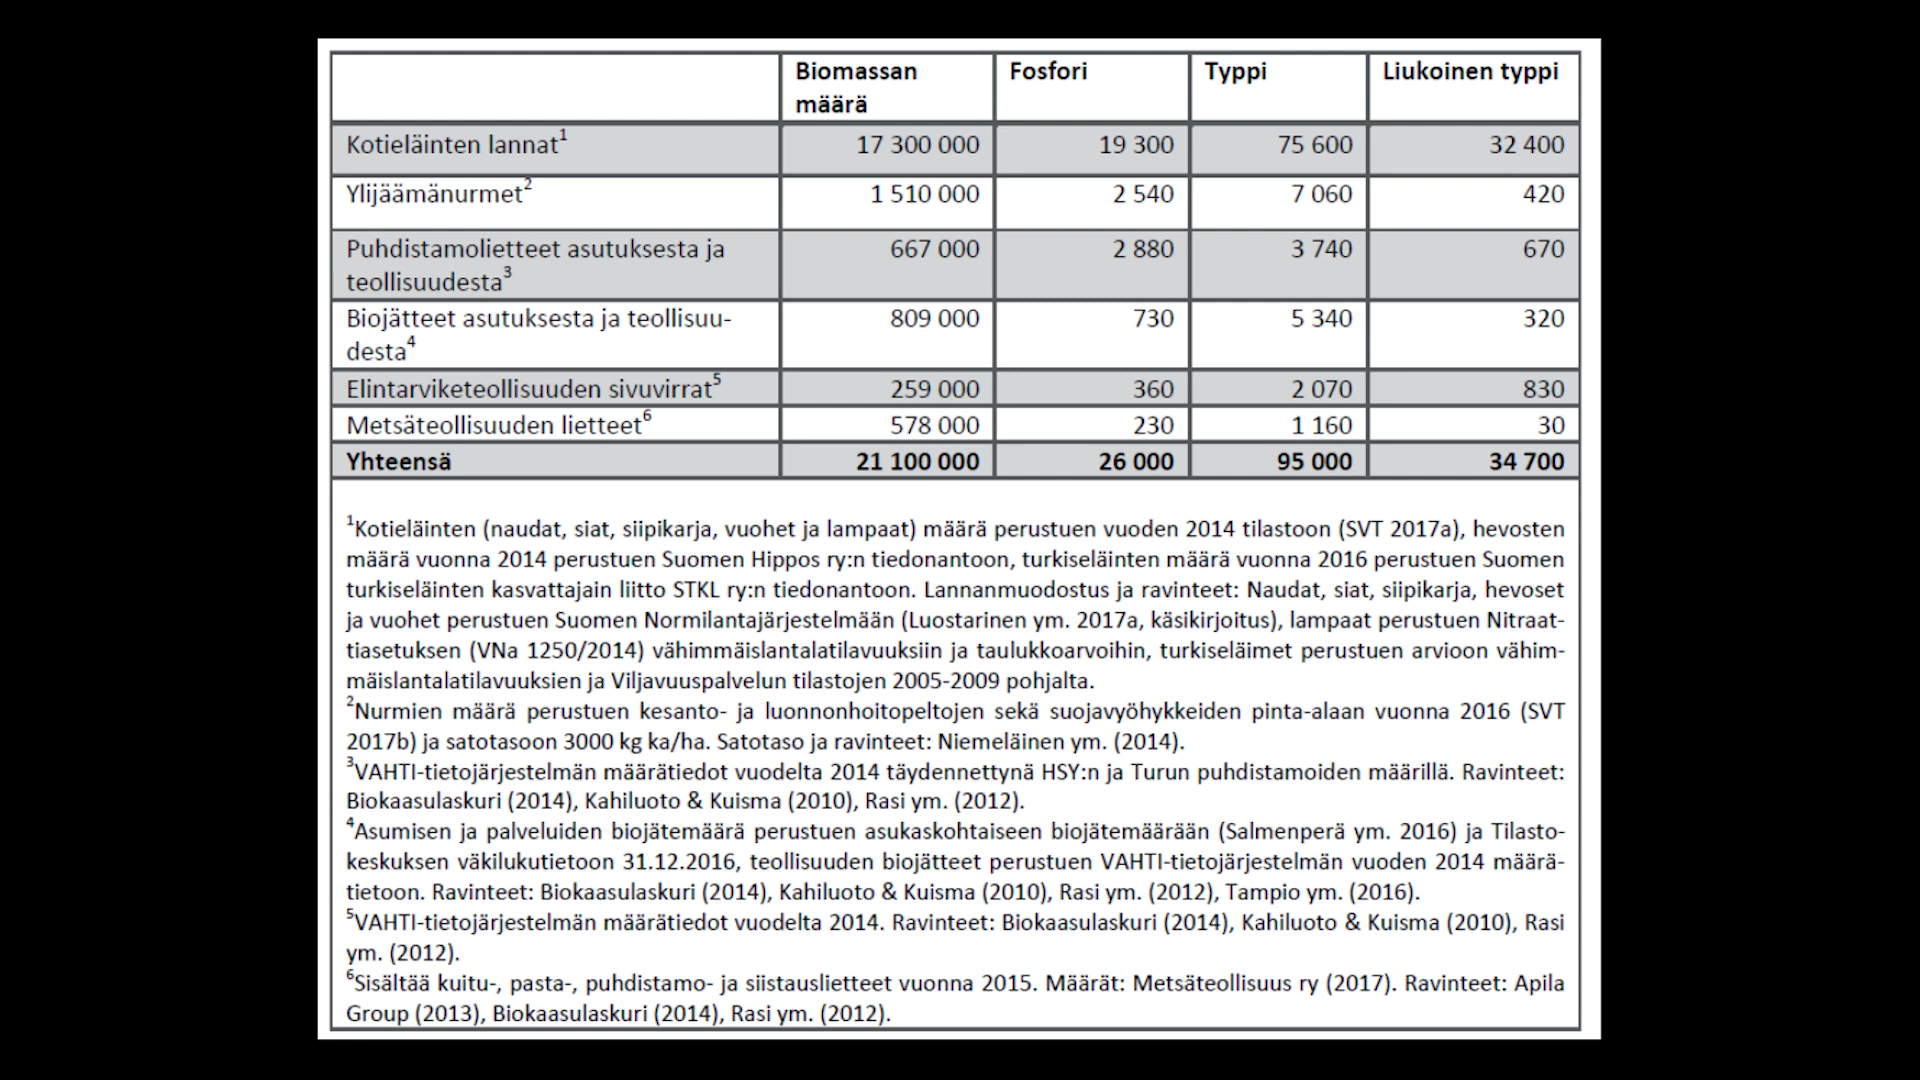 Biomassan määrä Fosfori Typpi Liukoinen typpi
Kotieläinten lannat1 17 300 000 19 300 75 600 32 400
Ylijäämänurmet2 1 510 000 2 540 7 060 420
Puhdistamolietteet asutuksesta ja 667 000 2 880 3 740 670
teollisuudesta3
Biojätteet asutuksesta ja teollisuu- 809 000 730 5 340 320
desta4
Elintarviketeollisuuden sivuvirrat5 259 000 360 2 070 830
Metsäteollisuuden lietteet6 578 000 230 1 160 30
Yhteensä 21 100 000 26 000 95 000 34 700
1Kotieläinten (naudat, siat, siipikarja, vuohet ja lampaat) määrä perustuen vuoden 2014 tilastoon (SVT 2017a), hevosten
määrä vuonna 2014 perustuen Suomen Hippos ry:n tiedonantoon, turkiseläinten määrä vuonna 2016 perustuen Suomen
turkiseläinten kasvattajain liitto STKL ry:n tiedonantoon. Lannanmuodostus ja ravinteet: Naudat, siat, siipikarja, hevoset
ja vuohet perustuen Suomen Normilantajärjestelmään (Luostarinen ym. 2017a, käsikirjoitus), lampaat perustuen Nitraat-
tiasetuksen (VNa 1250/2014) vähimmäislantalatilavuuksiin ja taulukkoarvoihin, turkiseläimet perustuen arvioon vähim-
mäislantalatilavuuksien ja Viljavuuspalvelun tilastojen 2005-2009 pohjalta.
2Nurmien määrä perustuen kesanto- ja luonnonhoitopeltojen sekä suojavyöhykkeiden pinta-alaan vuonna 2016 (SVT
2017b) ja satotasoon 3000 kg ka/ha. Satotaso ja ravinteet: Niemeläinen ym. (2014).
3VAHTI-tietojärjestelmän määrätiedot vuodelta 2014 täydennettynä HSY:n ja Turun puhdistamoiden määrillä. Ravinteet:
Biokaasulaskuri (2014), Kahiluoto & Kuisma (2010), Rasi ym. (2012).
4Asumisen ja palveluiden biojätemäärä perustuen asukaskohtaiseen biojätemäärään (Salmenperä ym. 2016) ja Tilasto-
keskuksen väkilukutietoon 31.12.2016, teollisuuden biojätteet perustuen VAHTI-tietojärjestelmän vuoden 2014 määrä-
tietoon. Ravinteet: Biokaasulaskuri (2014), Kahiluoto & Kuisma (2010), Rasi ym. (2012), Tampio ym. (2016).
5VAHTI-tietojärjestelmän määrätiedot vuodelta 2014. Ravinteet: Biokaasulaskuri (2014), Kahiluoto & Kuisma (2010), Rasi
ym. (2012).
6Sisältää kuitu-, pasta-, puhdistamo- ja siistauslietteet vuonna 2015. Määrät: Metsäteollisuus ry (2017). Ravinteet: Apila
Group (2013), Biokaasulaskuri (2014), Rasi ym. (2012).